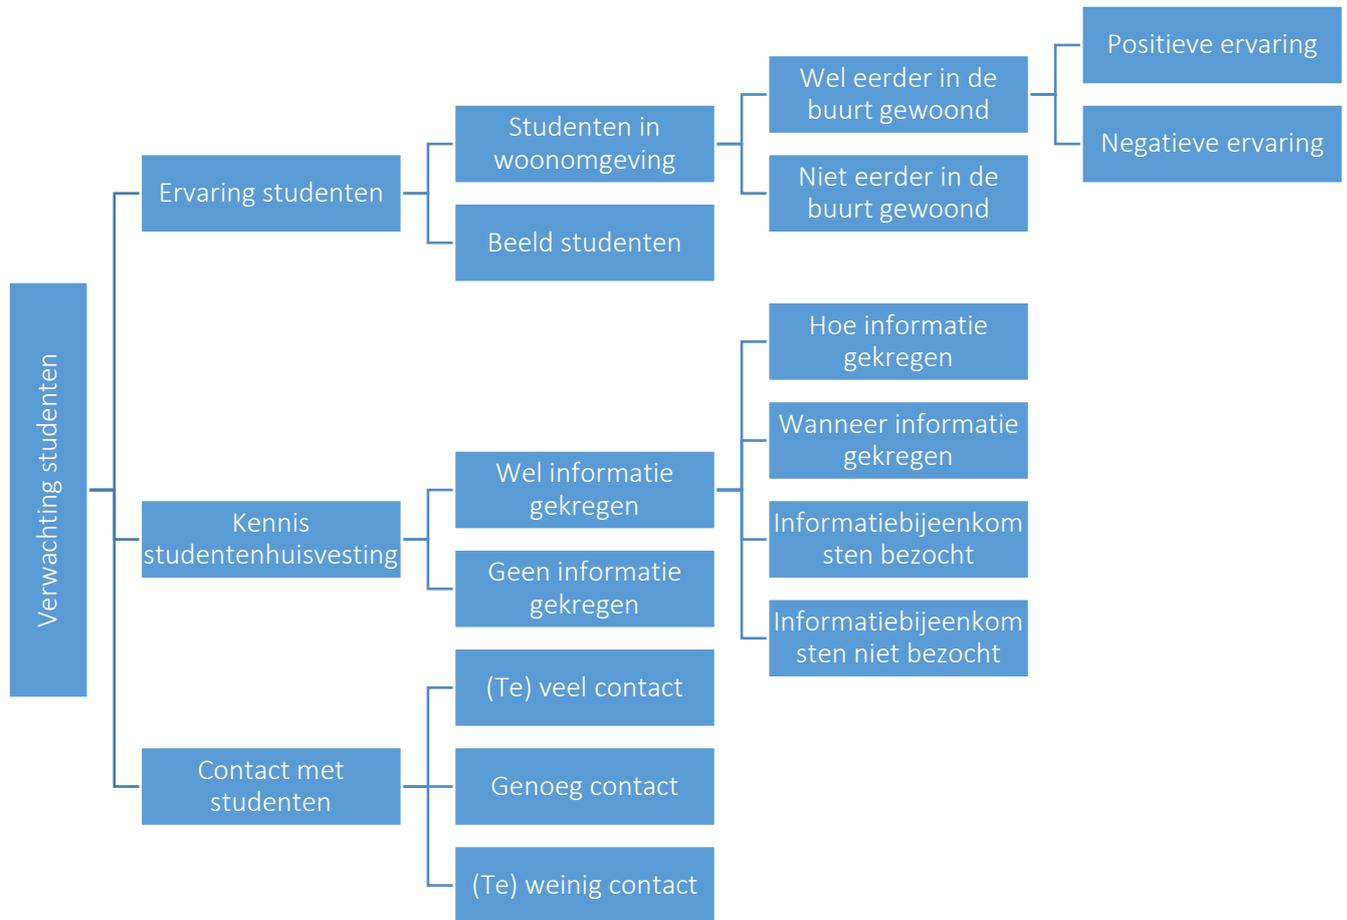 Verwachting studenten
Ervaring studenten
Studenten in
woonomgeving
Wel eerder in de
buurt gewoond
Positieve ervaring
Negatieve ervaring
Niet eerder in de
buurt gewoond
Beeld studenten
Kennis
studentenhuisvesting
Wel informatie
gekregen
Hoe informatie
gekregen
Wanneer informatie
gekregen
Informatiebijeenkom
sten bezocht
Informatiebijeenkom
sten niet bezocht
Geen informatie
gekregen
Contact met
studenten
(Te) veel contact
Genoeg contact
(Te) weinig contact